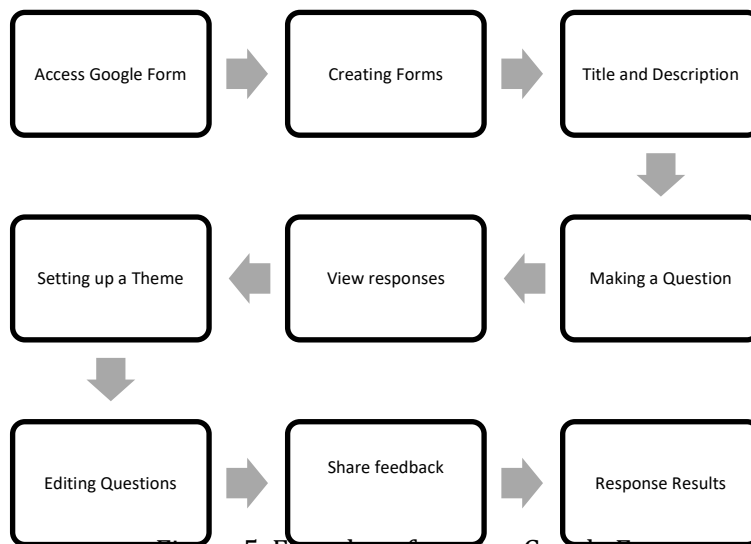 Access Google Form
Creating Forms
Title and Description
Making a Question
View responses
Setting up a Theme
Editing Questions
Share feedback
Response Results